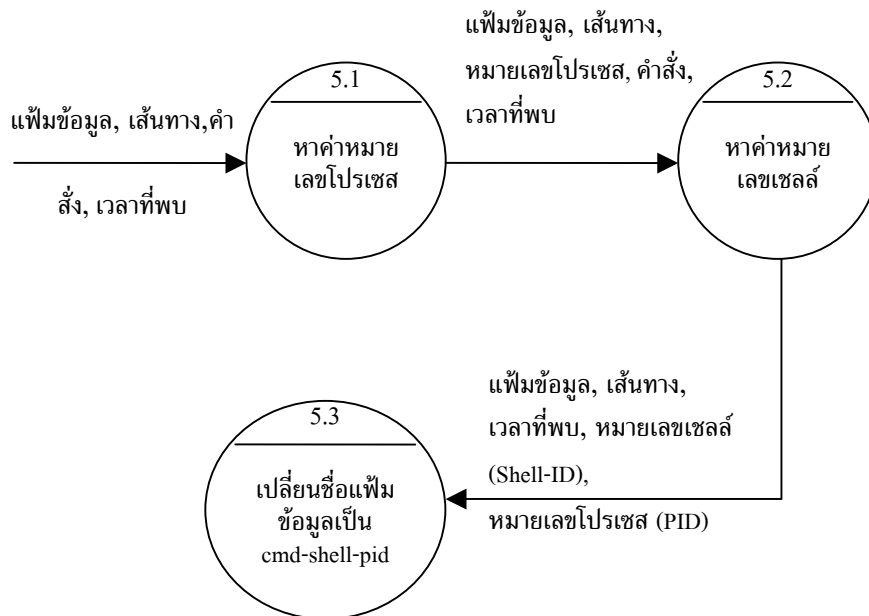 แฟ้มข้อมูล, เส้นทาง,คำ
สั่ง, เวลาที่พบ
5.1
หาค่าหมาย
เลขโปรเซส
แฟ้มข้อมูล, เส้นทาง,
หมายเลขโปรเซส, คำสั่ง,
เวลาที่พบ
5.2
หาค่าหมาย
เลขเชลล์
แฟ้มข้อมูล, เส้นทาง,
เวลาที่พบ, หมายเลขเชลล์
(Shell-ID),
หมายเลขโปรเซส (PID)
5.3
เปลี่ยนชื่อแฟ้ม
ข้อมูลเป็น
cmd-shell-pid